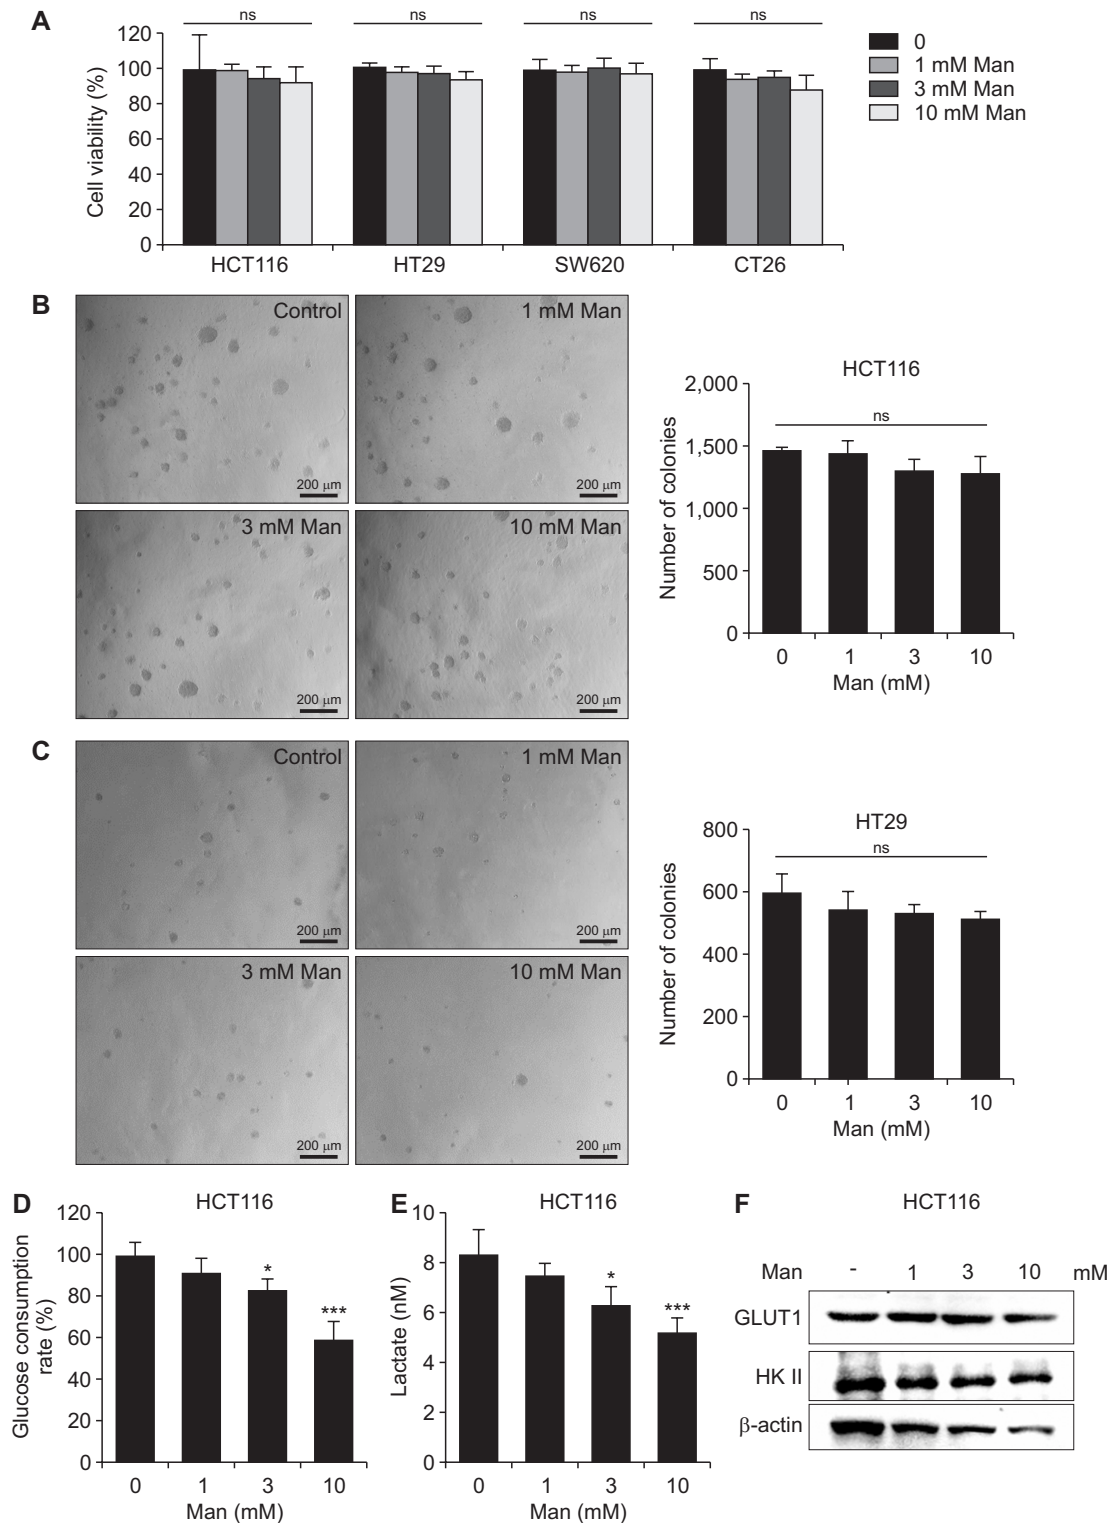 A
ns
ns
ns
ns
Cell viability (%)
120
100
80
60
40
20
0
HCT116
HT29
SW620
CT26
0
1 mM Man
3 mM Man
10 mM Man
B
Control
200 μm
1 mM Man
200 μm
3 mM Man
200 μm
10 mM Man
200 μm
HCT116
ns
Number of colonies
2,000
1,500
1,000
500
0
0 1 3 10
Man (mM)
C
Control
200 μm
1 mM Man
200 μm
3 mM Man
200 μm
10 mM Man
200 μm
HT29
ns
Number of colonies
800
600
400
200
0
0 1 3 10
Man (mM)
D
HCT116
Glucose consumption
rate (%)
120
100
80
60
40
20
0
*
***
0 1 3 10
Man (mM)
E
HCT116
Lactate (nM)
10
8
6
4
2
0
*
***
0 1 3 10
Man (mM)
F
HCT116
Man - 1 3 10 mM
GLUT1
HK II
β-actin